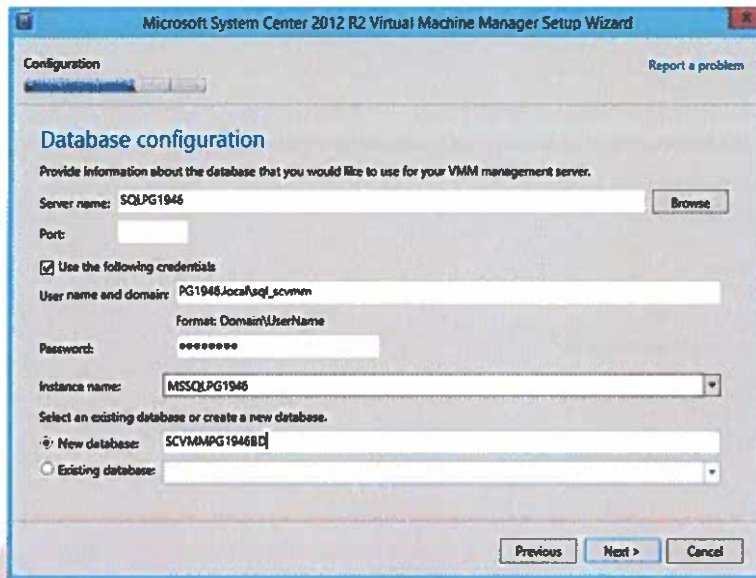 Microsoft System Center 2012 R2 Virtual Machine Manager Setup Wizard
x
Configuration
Report a problem
Database configuration
Provide information about the database that you would like to use for your VMM management server.
Server name: SQLPG1946 Browse
Port:
Use the following credentials
User name and domain: PG1946.local\sql_scvmm
Format: Domain\UserName
Password: ••••••••
Instance name: MSSQLPG1946
Select an existing database or create a new database.
New database: SCVMMPG1946BD
Existing database:
Previous Next > Cancel